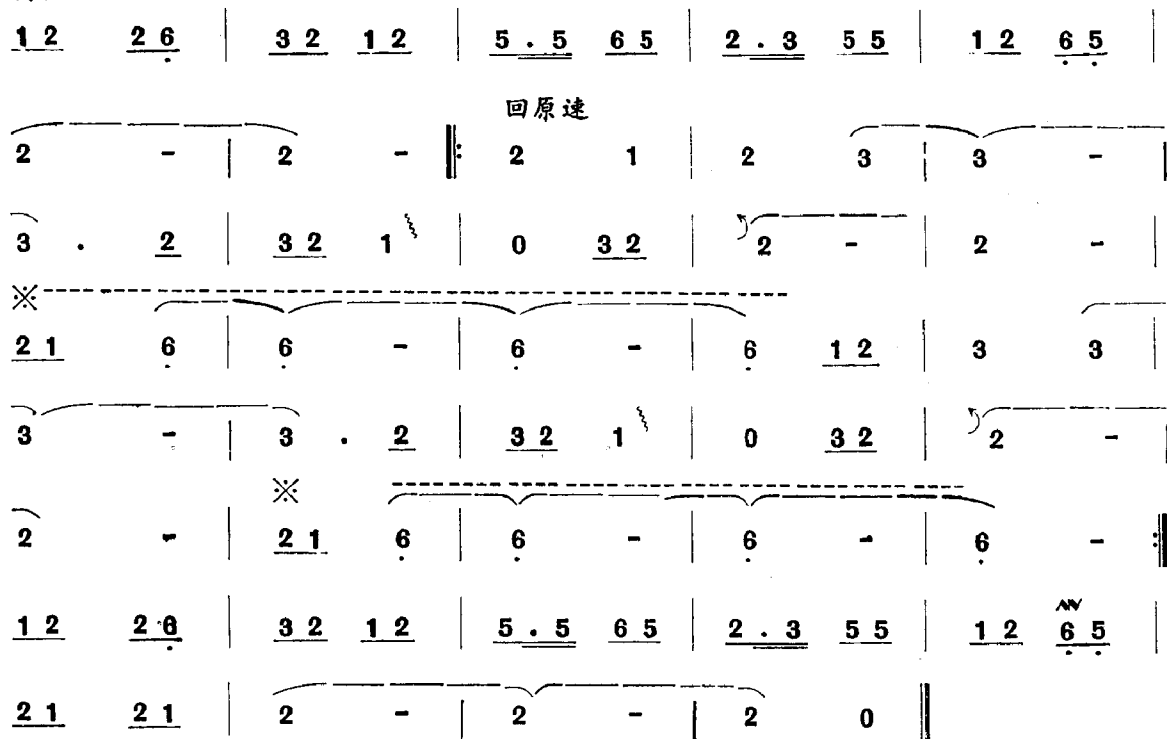 1 2 2 6̣ | 3 2 1 2 | 5 . 5 6 5 | 2 . 3 5 5 | 1 2 6̣ 5̣ |
回原速
2 - | 2 - ‖: 2 1 | 2 3 | 3 - |
3 . 2 | 3 2 1 | 0 3 2 | 2 - | 2 - |
※
2 1 6̣ | 6̣ - | 6̣ - | 6̣ 1 2 | 3 3 |
3 - | 3 . 2 | 3 2 1 | 0 3 2 | 2 - |
※
2 - | 2 1 6̣ | 6̣ - | 6̣ - | 6̣ - :‖
1 2 2 6̣ | 3 2 1 2 | 5 . 5 6 5 | 2 . 3 5 5 | 1 2 6̣ 5̣ |
2 1 2 1 | 2 - | 2 - | 2 0 ‖